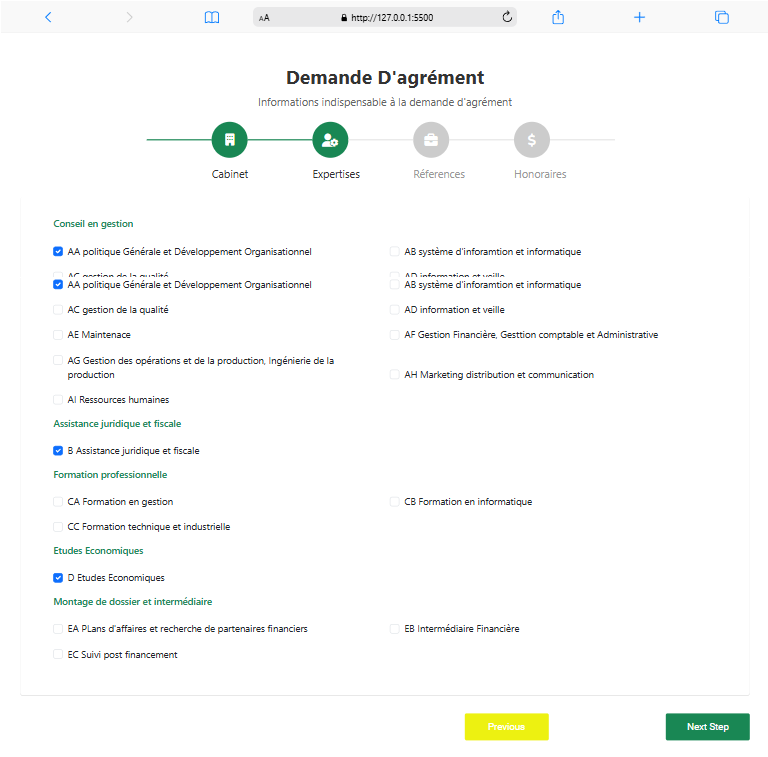 AA
http://127.0.0.1:5500
Demande D'agrément
Informations indispensable à la demande d'agrément
Cabinet
Expertises
Réferences
Honoraires
Conseil en gestion
AA politique Générale et Développement Organisationnel
AB système d'inforamtion et informatique
AC gestion de la qualité
AD information et veille
AA politique Générale et Développement Organisationnel
AB système d'inforamtion et informatique
AC gestion de la qualité
AD information et veille
AE Maintenace
AF Gestion Financière, Gesttion comptable et Administrative
AG Gestion des opérations et de la production, Ingénierie de la
production
AH Marketing distribution et communication
AI Ressources humaines
Assistance juridique et fiscale
B Assistance juridique et fiscale
Formation professionnelle
CA Formation en gestion
CB Formation en informatique
CC Formation technique et industrielle
Etudes Economiques
D Etudes Economiques
Montage de dossier et intermédiaire
EA PLans d'affaires et recherche de partenaires financiers
EB Intermédiaire Financière
EC Suivi post financement
Previous
Next Step